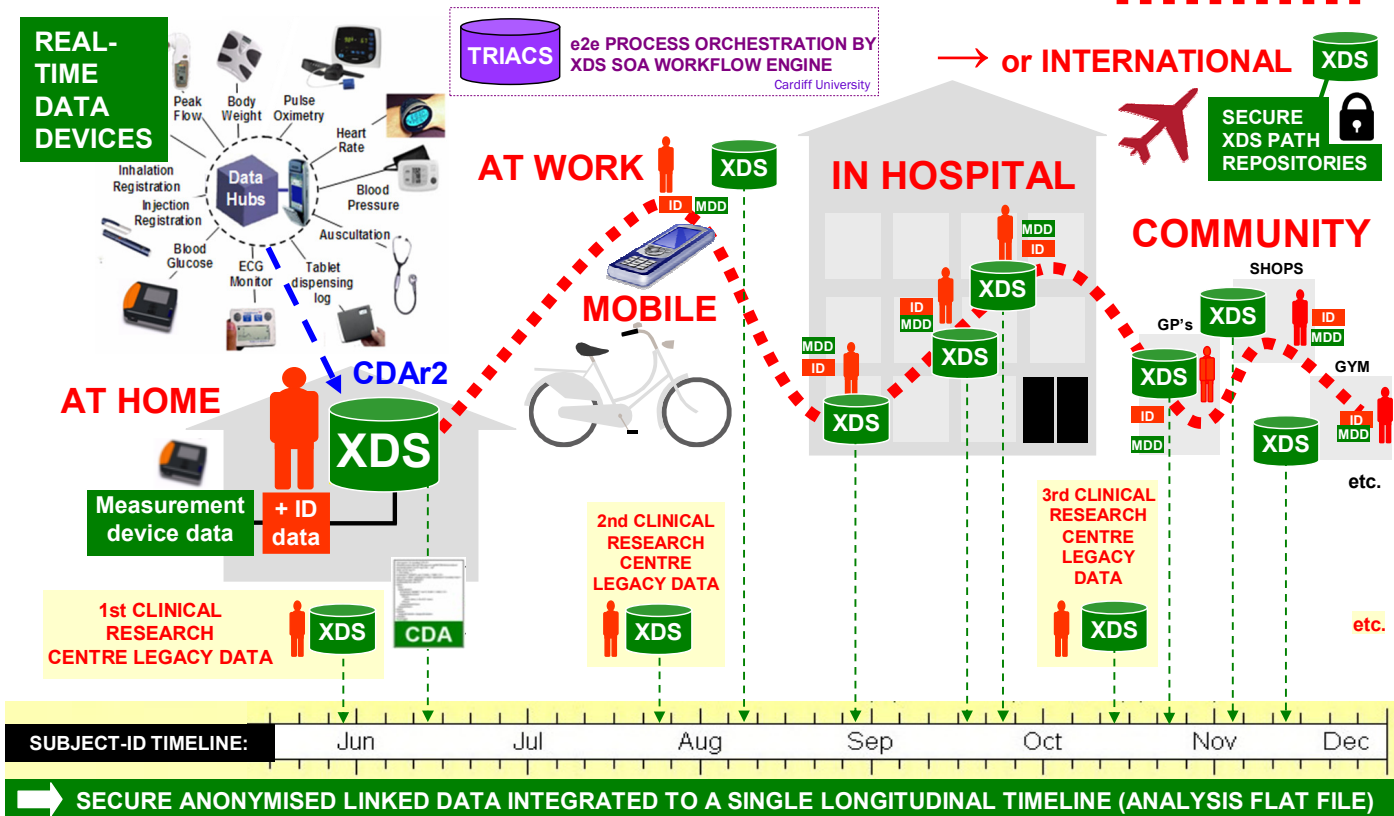 REAL-
TIME
DATA
DEVICES
Peak
Flow
Body
Weight
Pulse
Oximetry
Heart
Rate
Blood
Pressure
Auscultation
Tablet
dispensing
log
ECG
Monitor
Blood
Glucose
Injection
Registration
Inhalation
Registration
Data
Hubs
TRIACS
e2e PROCESS ORCHESTRATION BY
XDS SOA WORKFLOW ENGINE
Cardiff University
→ or INTERNATIONAL
XDS
SECURE
XDS PATH
REPOSITORIES
AT WORK
XDS
ID
MDD
MOBILE
IN HOSPITAL
MDD
ID
XDS
ID
MDD
XDS
MDD
ID
XDS
COMMUNITY
SHOPS
XDS
ID
MDD
GP's
XDS
ID
MDD
GYM
ID
MDD
XDS
etc.
AT HOME
CDAr2
XDS
Measurement
device data
+ ID
data
CDA
1st CLINICAL
RESEARCH
CENTRE LEGACY DATA
XDS
2nd CLINICAL
RESEARCH
CENTRE
LEGACY DATA
XDS
3rd CLINICAL
RESEARCH
CENTRE
LEGACY
DATA
XDS
etc.
SUBJECT-ID TIMELINE:
Jun
Jul
Aug
Sep
Oct
Nov
Dec
SECURE ANONYMISED LINKED DATA INTEGRATED TO A SINGLE LONGITUDINAL TIMELINE (ANALYSIS FLAT FILE)